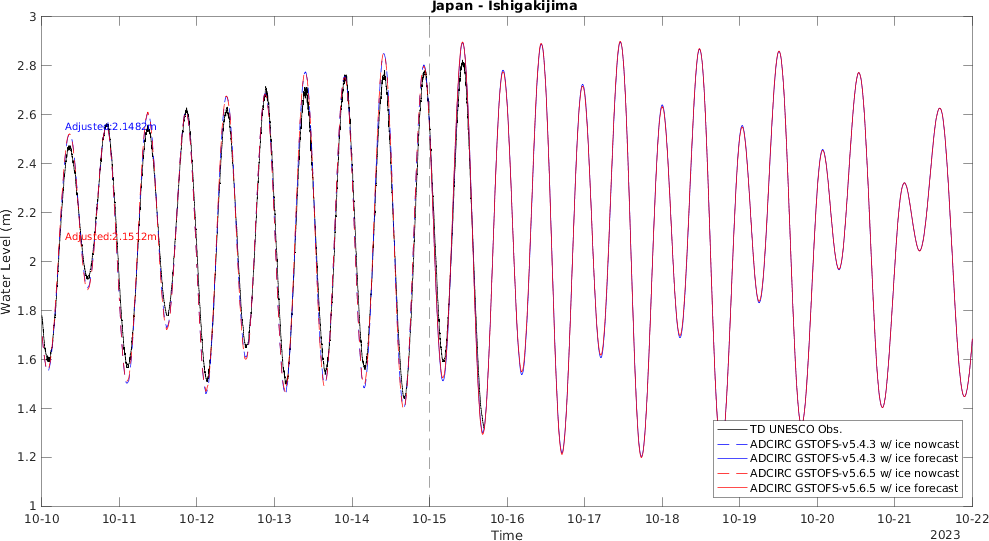 Japan - Ishigakijima
3
2.8
2.6
2.4
2.2
2
1.8
1.6
1.4
1.2
1
Water Level (m)
Adjusted:2.1482m
Adjusted:2.1512m
TD UNESCO Obs.
ADCIRC GSTOFS-v5.4.3 w/ ice nowcast
ADCIRC GSTOFS-v5.4.3 w/ ice forecast
ADCIRC GSTOFS-v5.6.5 w/ ice nowcast
ADCIRC GSTOFS-v5.6.5 w/ ice forecast
10-10 10-11 10-12 10-13 10-14 10-15 10-16 10-17 10-18 10-19 10-20 10-21 10-22
Time
2023